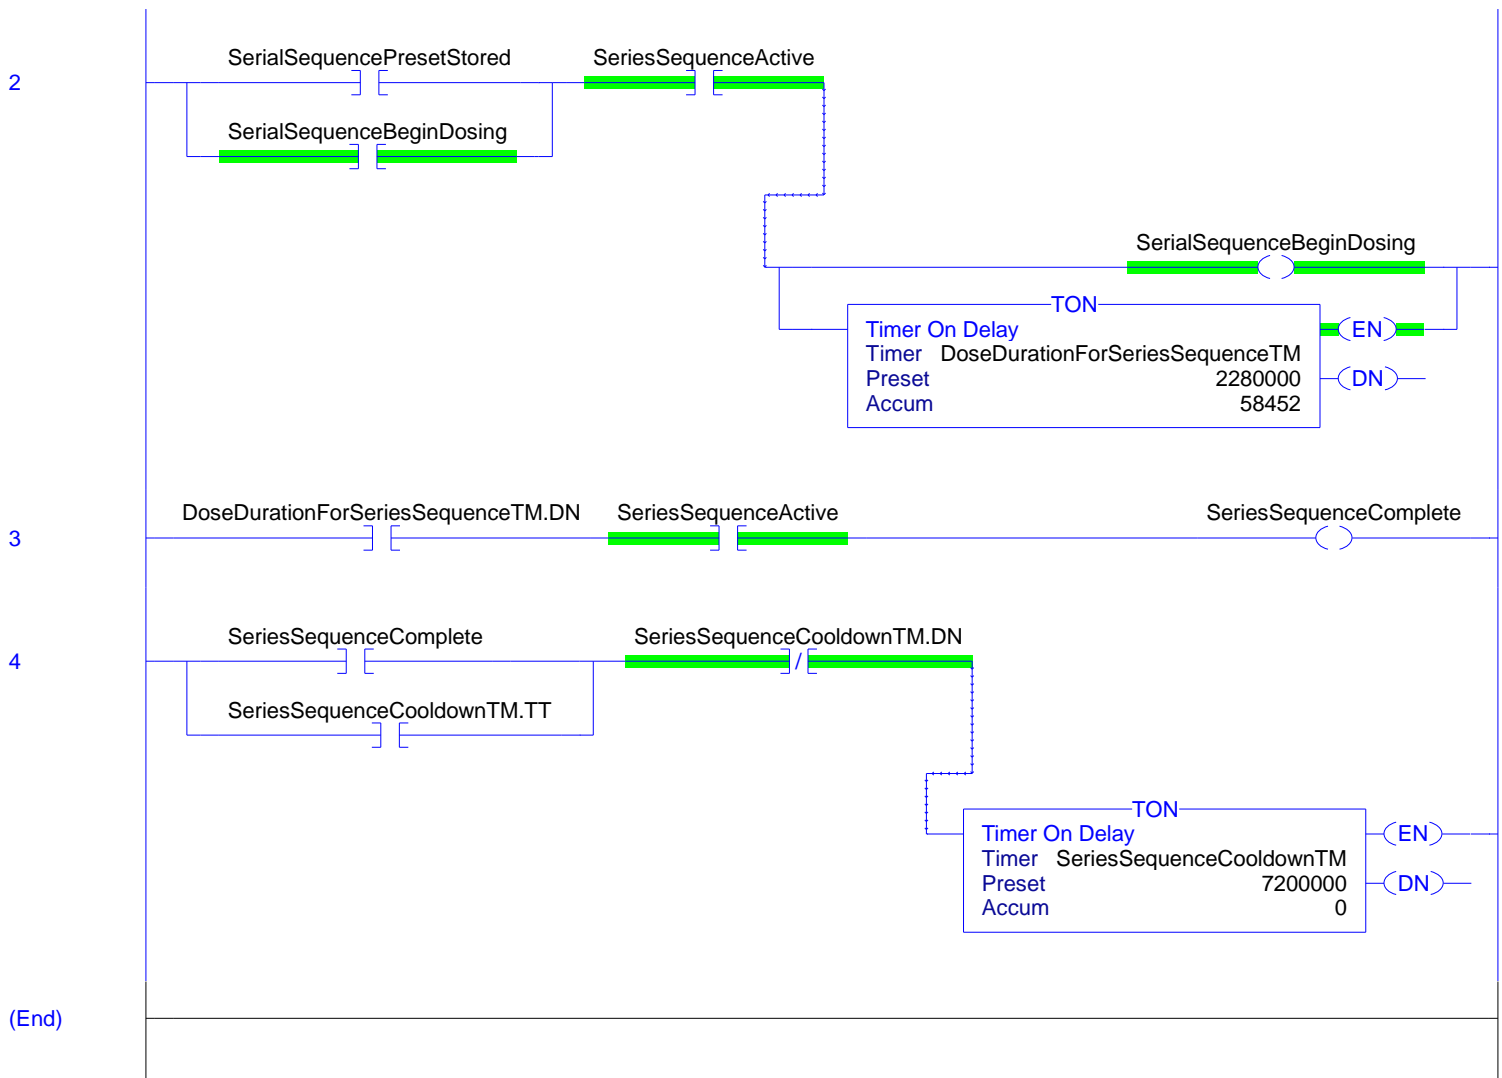 2
SerialSequencePresetStored
SeriesSequenceActive
SerialSequenceBeginDosing
SerialSequenceBeginDosing
TON
Timer On Delay
EN
Timer DoseDurationForSeriesSequenceTM
Preset 2280000
DN
Accum 58452
3
DoseDurationForSeriesSequenceTM.DN
SeriesSequenceActive
SeriesSequenceComplete
4
SeriesSequenceComplete
SeriesSequenceCooldownTM.DN
/
SeriesSequenceCooldownTM.TT
TON
Timer On Delay
EN
Timer SeriesSequenceCooldownTM
Preset 7200000
DN
Accum 0
(End)